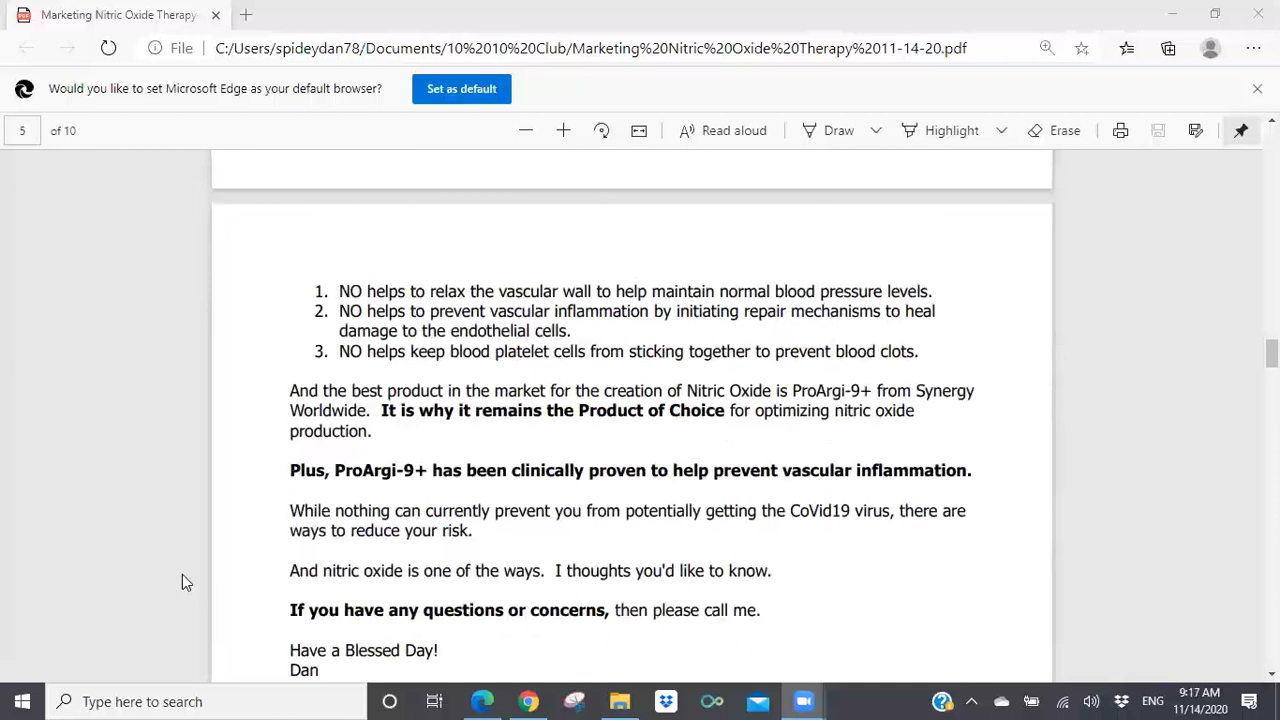 Marketing Nitric Oxide Therapy
File
C:/Users/spideydan78/Documents/10%2010%20Club/Marketing%20Nitric%20Oxide%20Therapy%2011-14-20.pdf
Would you like to set Microsoft Edge as your default browser?
Set as default
5 of 10
Read aloud
Draw
Highlight
Erase
1. NO helps to relax the vascular wall to help maintain normal blood pressure levels.
2. NO helps to prevent vascular inflammation by initiating repair mechanisms to heal
damage to the endothelial cells.
3. NO helps keep blood platelet cells from sticking together to prevent blood clots.
And the best product in the market for the creation of Nitric Oxide is ProArgi-9+ from Synergy
Worldwide. It is why it remains the Product of Choice for optimizing nitric oxide
production.
Plus, ProArgi-9+ has been clinically proven to help prevent vascular inflammation.
While nothing can currently prevent you from potentially getting the CoVid19 virus, there are
ways to reduce your risk.
And nitric oxide is one of the ways. I thoughts you'd like to know.
If you have any questions or concerns, then please call me.
Have a Blessed Day!
Dan
Type here to search
ENG
9:17 AM
11/14/2020